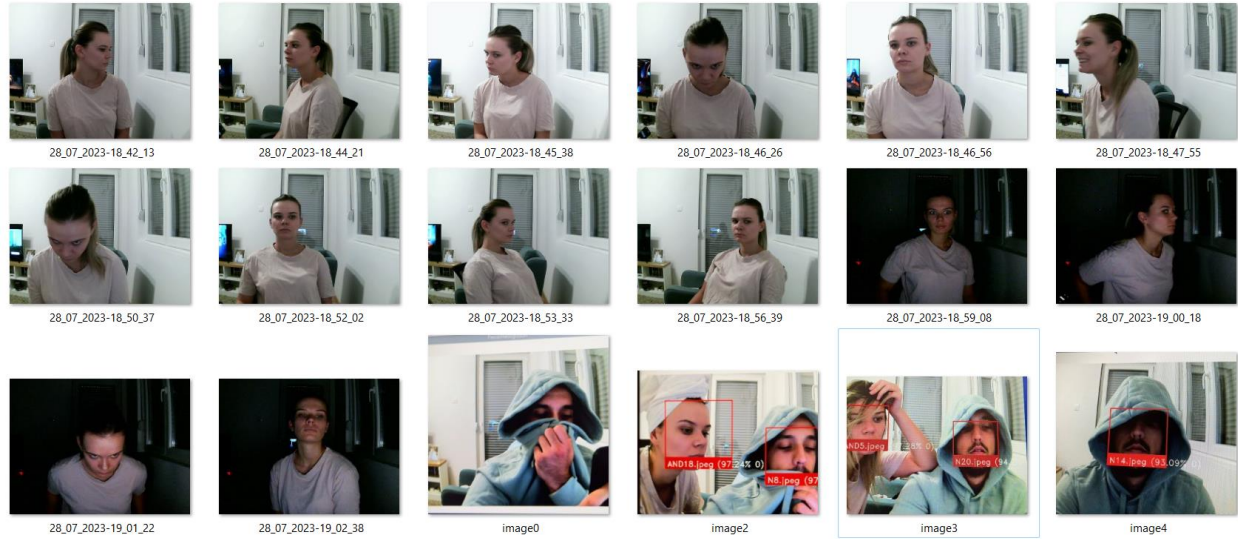 28_07_2023-18_42_13
28_07_2023-18_44_21
28_07_2023-18_45_38
28_07_2023-18_46_26
28_07_2023-18_46_56
28_07_2023-18_47_55
28_07_2023-18_50_37
28_07_2023-18_52_02
28_07_2023-18_53_33
28_07_2023-18_56_39
28_07_2023-18_59_08
28_07_2023-19_00_18
AND18.jpeg (97.24% 0)
N8.jpeg (97
AND5.jpeg
N20.jpeg (94.
N14.jpeg (93.09%
28_07_2023-19_01_22
28_07_2023-19_02_38
image0
image2
image3
image4